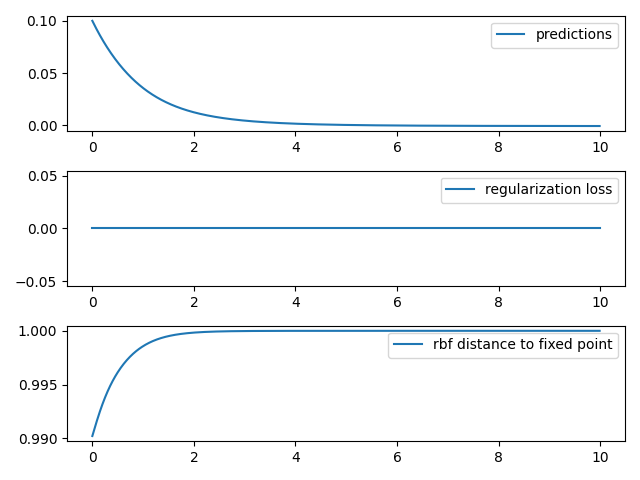 0.10
0.05
0.00
predictions
0 2 4 6 8 10
0.05
0.00
−0.05
regularization loss
0 2 4 6 8 10
1.000
0.995
0.990
rbf distance to fixed point
0 2 4 6 8 10